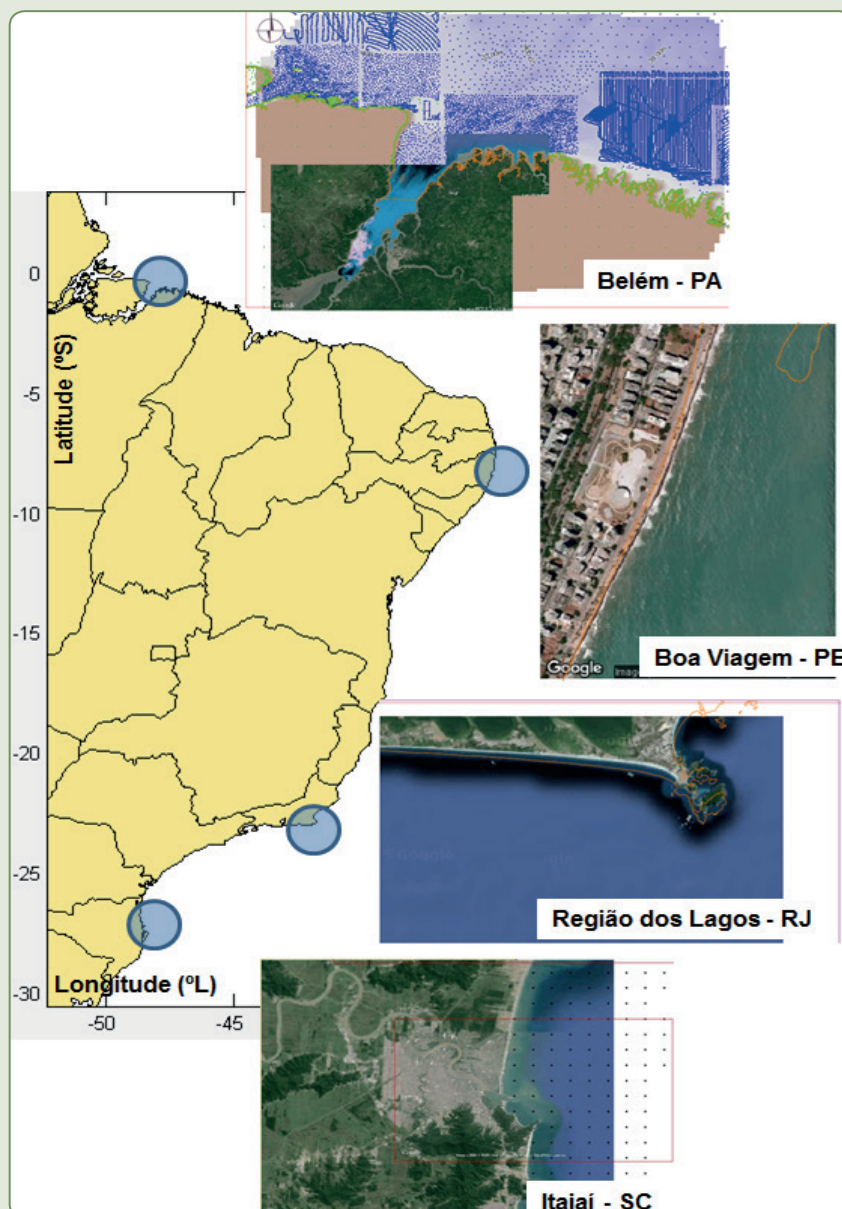 Belém - PA
0
Latitude (ºS)
-5
Boa Viagem - PE
Google
-10
-15
-20
-25
Região dos Lagos - RJ
Longitude (ºL)
-30
-50
-45
Itajaí - SC